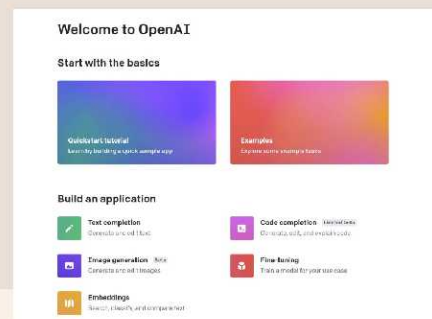 Welcome to OpenAI
Start with the basics
Quickstart tutorial
Learn by building a quick sample app
Examples
Explore some example tasks
Build an application
Text completion
Generate and edit text
Code completion
Generate, edit, and explain code
Image generation Beta
Generate and edit images
Fine-tuning
Train a model for your use case
Embeddings
Search, classify, and compare text